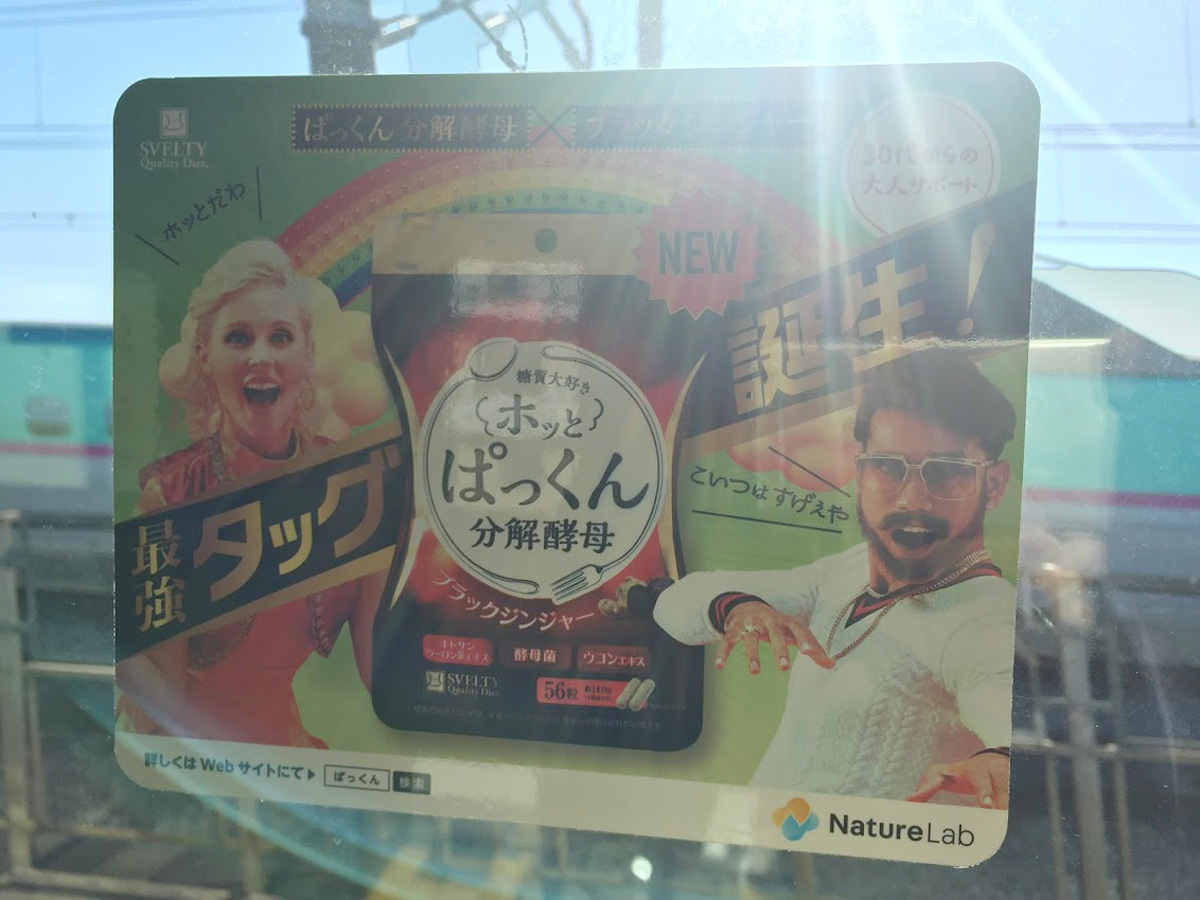 SVELTY
Quality Diet.
ぱっくん分解酵母
ブラックジンジャー
30代からの
大人サポート
ホッとだわ
NEW
誕生!
糖質大好き
ホッと
ぱっくん
分解酵母
こいつはすげえや
最強タッグ
ブラックジンジャー
キトサン
ウーロン茶エキス
酵母菌
ウコンエキス
SVELTY
Quality Diet.
56粒
詳しくはWebサイトにて
ぱっくん 検索
NatureLab